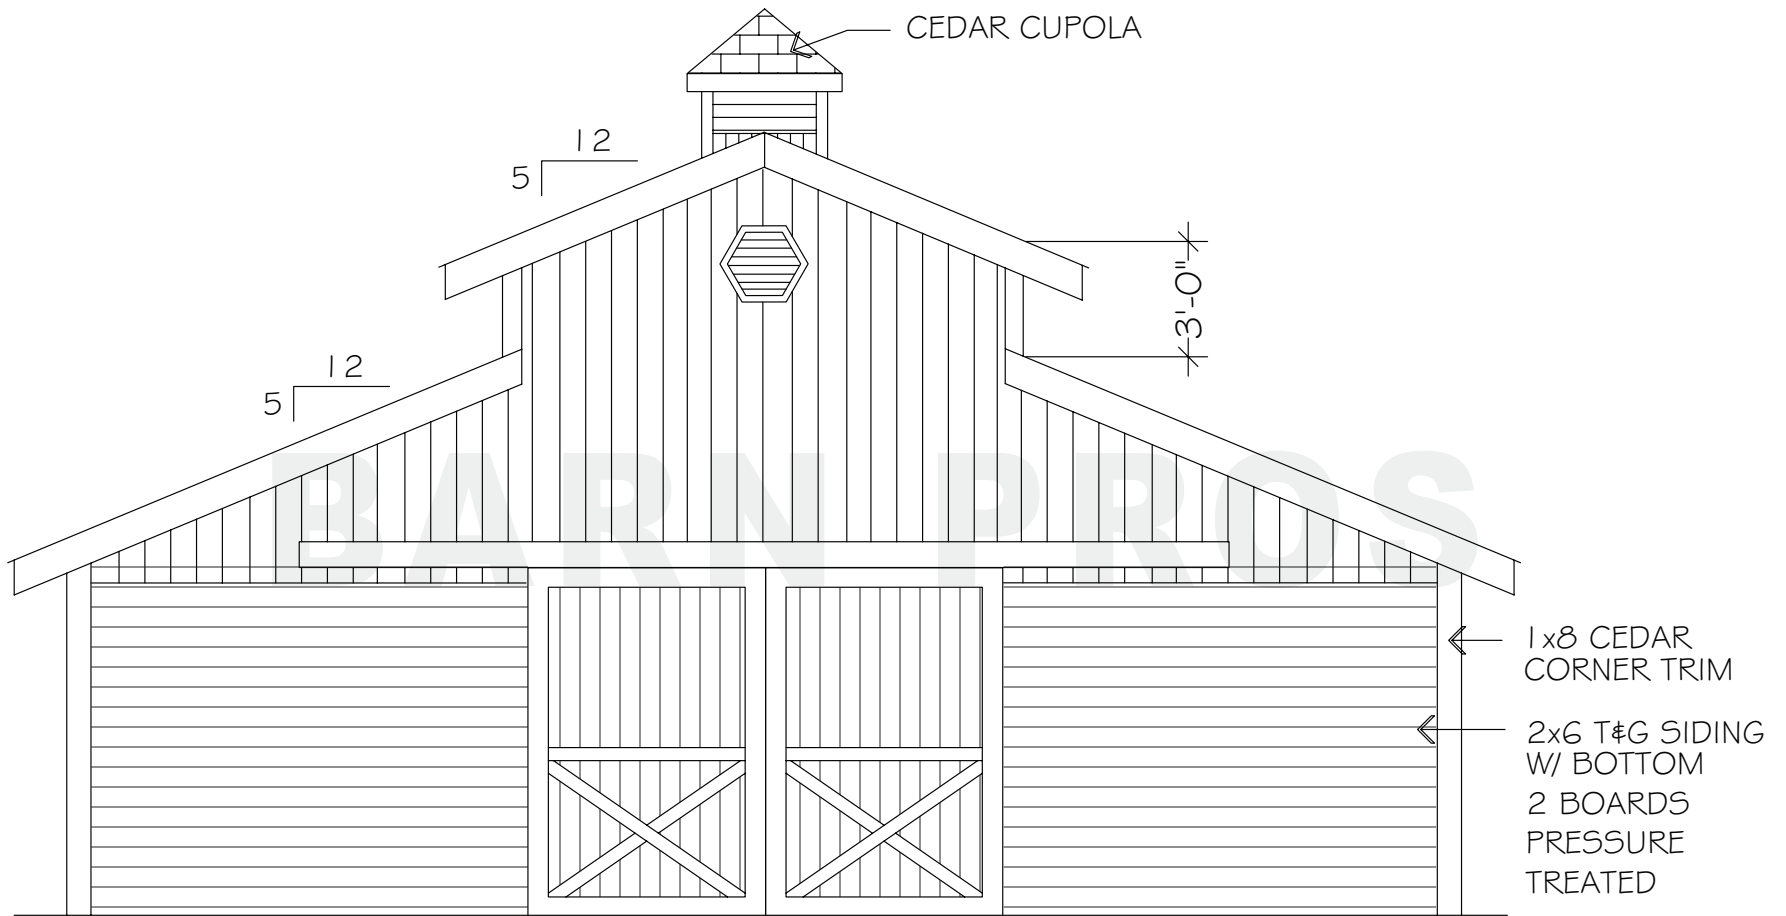 CEDAR CUPOLA
12
5
3'-0"
12
5
BARN PROS
1x8 CEDAR
CORNER TRIM
2x6 T&G SIDING
W/ BOTTOM
2 BOARDS
PRESSURE
TREATED